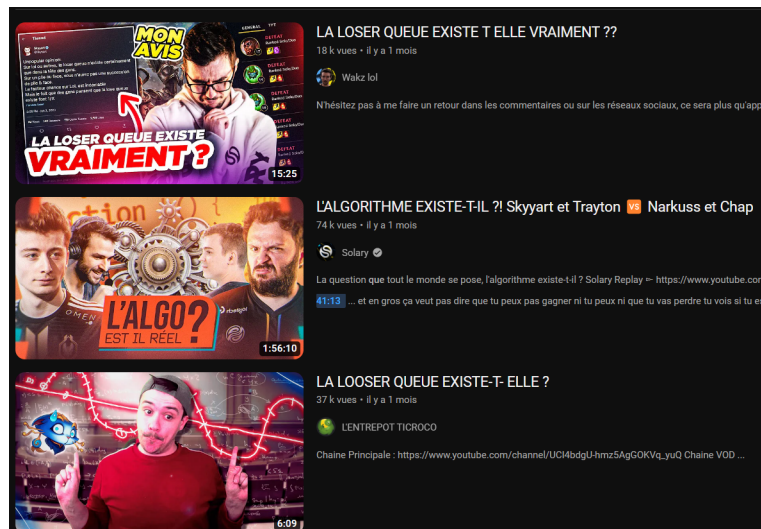 MON
AVIS
LA LOSER QUEUE EXISTE
VRAIMENT ?
15:25
LA LOSER QUEUE EXISTE T ELLE VRAIMENT ??
18 k vues • il y a 1 mois
Wakz lol
N'hésitez pas à me faire un retour dans les commentaires ou sur les réseaux sociaux, ce sera plus qu'app
L'ALGO?
EST IL RÉEL
1:56:10
L'ALGORITHME EXISTE-T-IL ?! Skyyart et Trayton VS Narkuss et Chap
74 k vues • il y a 1 mois
Solary
La question que tout le monde se pose, l'algorithme existe-t-il ? Solary Replay ► https://www.youtube.cor
41:13 ... et en gros ça veut pas dire que tu peux pas gagner ni tu peux ni que tu vas perdre tu vois si tu e
6:09
LA LOOSER QUEUE EXISTE-T- ELLE ?
37 k vues • il y a 1 mois
L'ENTREPOT TICROCO
Chaine Principale : https://www.youtube.com/channel/UCI4bdgU-hmz5AgGOKVq_yuQ Chaine VOD ...